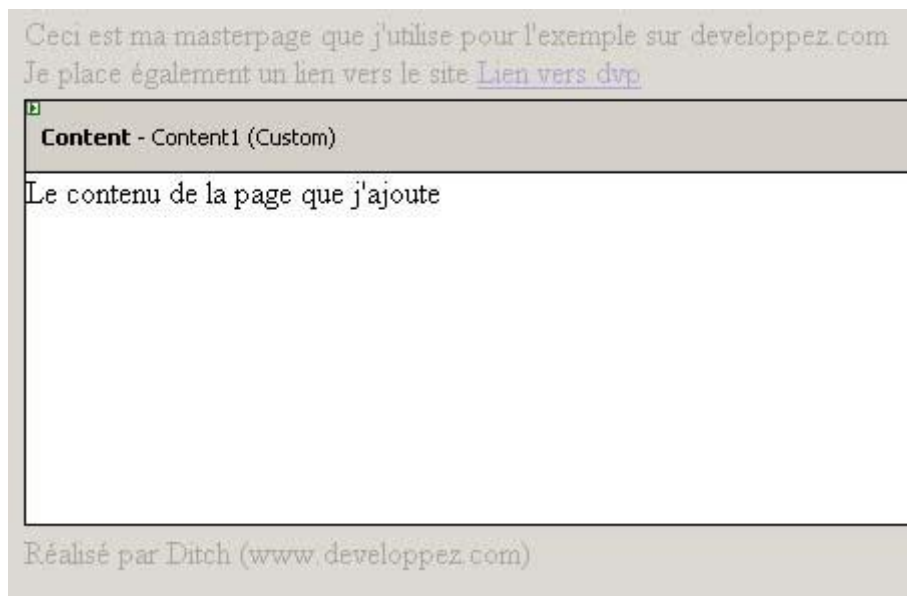 Ceci est ma masterpage que j'utilise pour l'exemple sur developpez.com
Je place également un lien vers le site Lien vers dvp
Content - Content1 (Custom)
Le contenu de la page que j'ajoute
Réalisé par Ditch (www.developpez.com)